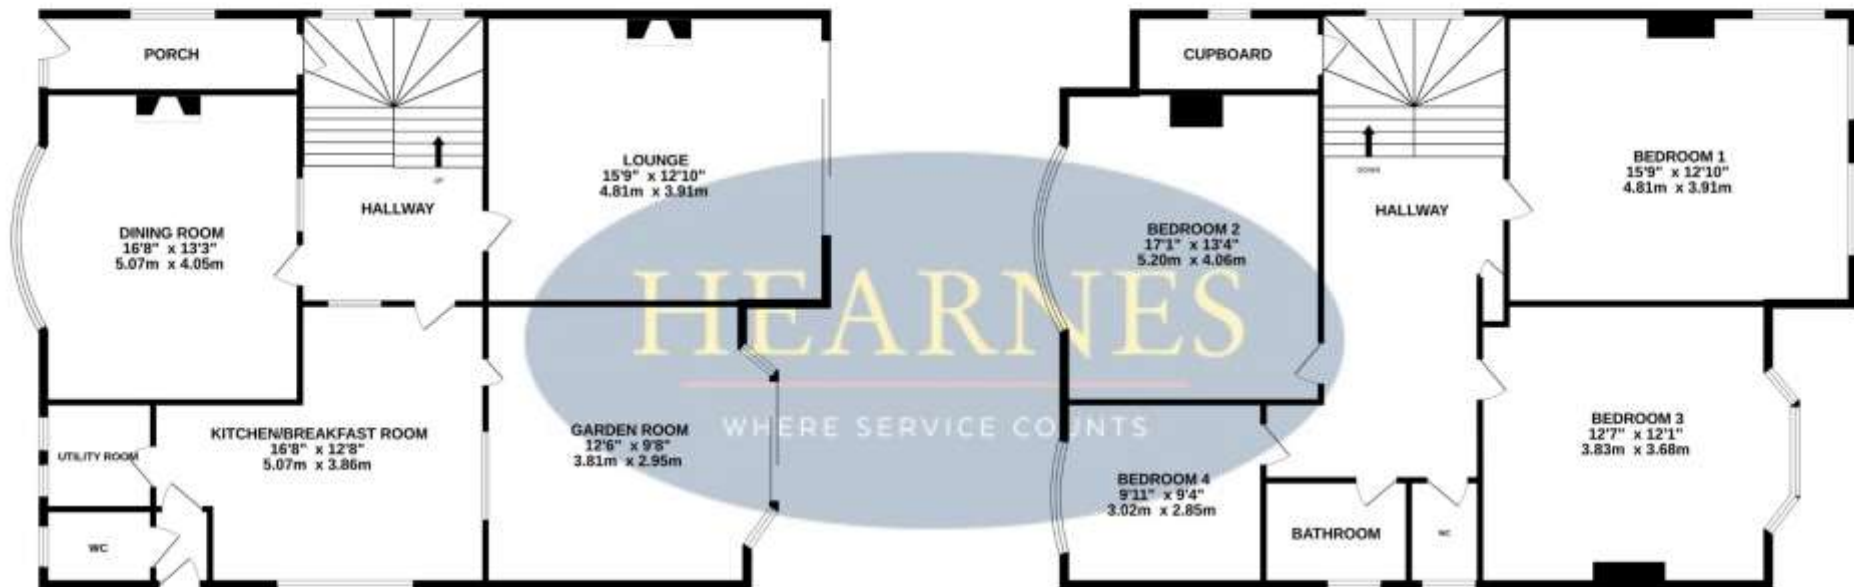 PORCH
LOUNGE
15'9" x 12'10"
4.81m x 3.91m
HALLWAY
DINING ROOM
16'8" x 13'3"
5.07m x 4.05m
UP
KITCHEN/BREAKFAST ROOM
16'8" x 12'8"
5.07m x 3.86m
UTILITY ROOM
WC
GARDEN ROOM
12'6" x 9'8"
3.81m x 2.95m
CUPBOARD
BEDROOM 1
15'9" x 12'10"
4.81m x 3.91m
DOWN
HALLWAY
BEDROOM 2
17'1" x 13'4"
5.20m x 4.06m
BEDROOM 3
12'7" x 12'1"
3.83m x 3.68m
BEDROOM 4
9'11" x 9'4"
3.02m x 2.85m
BATHROOM
WC
HEARNES
WHERE SERVICE COUNTS